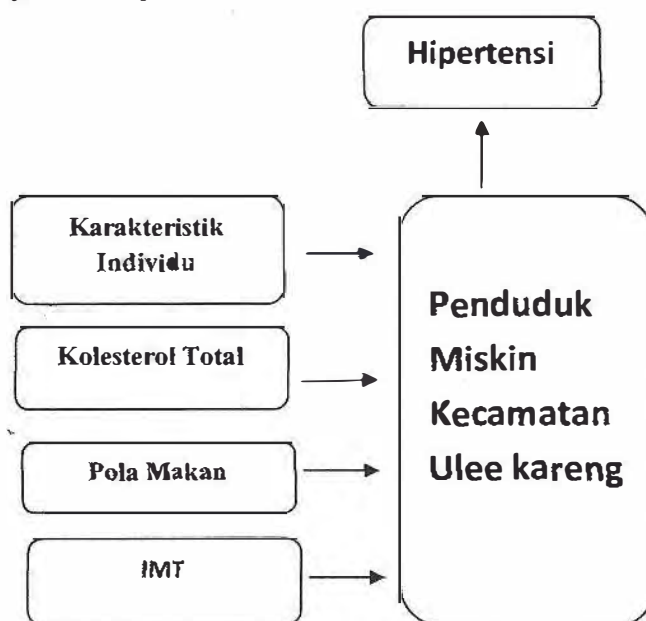 Hipertensi
Karakteristik
Individu
Kolesterol Total
Pola Makan
IMT
Penduduk
Miskin
Kecamatan
Ulee kareng